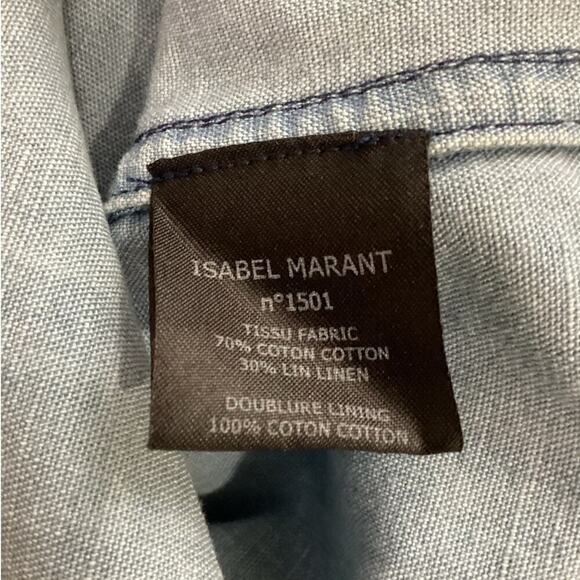 ISABEL MARANT
n°1501
TISSU FABRIC
70% COTON COTTON
30% LIN LINEN
DOUBLURE LINING
100% COTON COTTON